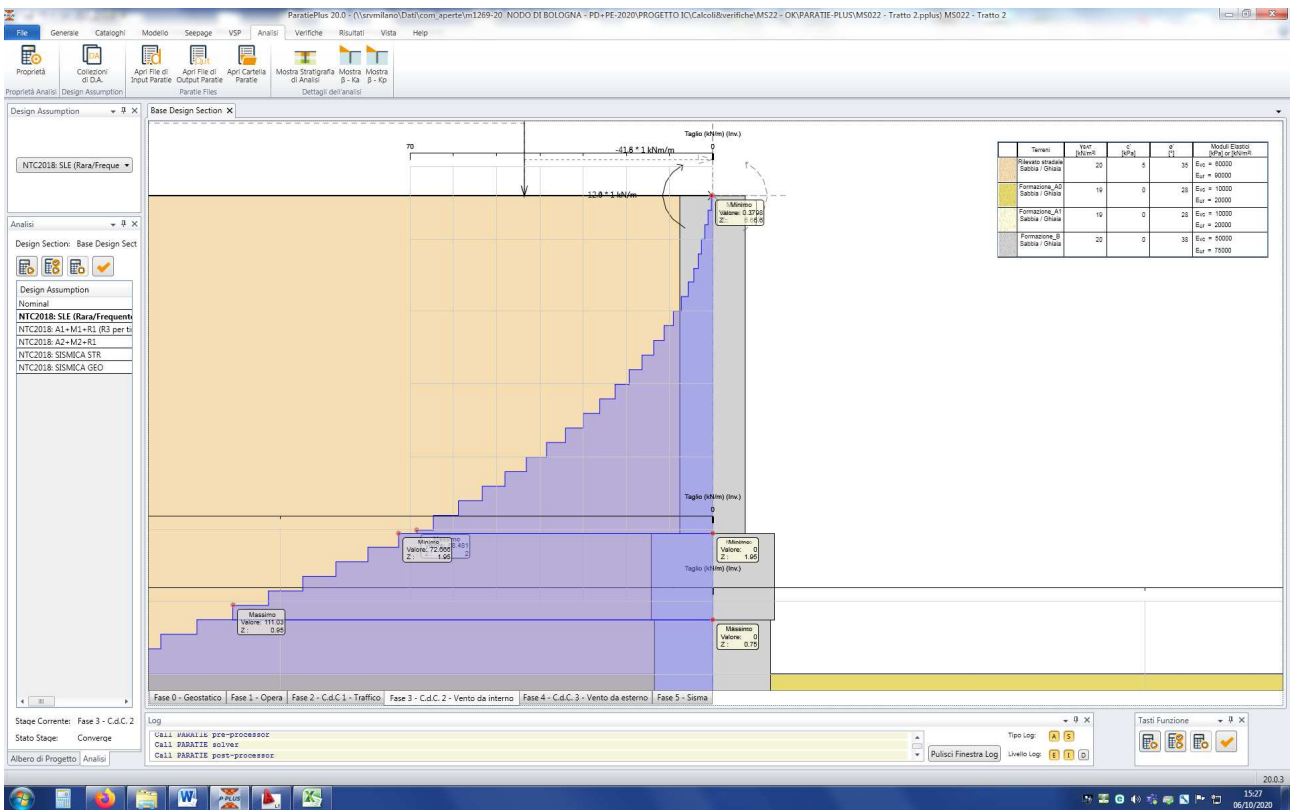 ParatiePlus 20.0 - (\\srvmilano\Dati\com_aperte\m1269-20 NODO DI BOLOGNA - PD+PE-2020\PROGETTO IC\Calcoli&verifiche\MS22 - OK\PARATIE-PLUS\MS022 - Tratto 2.pplus) MS022 - Tratto 2
File Generale Cataloghi Modello Seepage VSP Analisi Verifiche Risultati Vista Help
Proprietà
Collezioni di D.A.
Apri File di Input Paratie
Apri File di Output Paratie
Apri Cartella Paratie
Mostra Stratigrafia di Analisi
Mostra β - Ka
Mostra β - Kp
Proprietà Analisi
Design Assumption
Paratie Files
Dettagli dell'analisi
Design Assumption
NTC2018: SLE (Rara/Freque
Analisi
Design Section: Base Design Sect
Design Assumption
Nominal
NTC2018: SLE (Rara/Frequent
NTC2018: A1+M1+R1 (R3 per ti
NTC2018: A2+M2+R1
NTC2018: SISMICA STR
NTC2018: SISMICA GEO
Stage Corrente: Fase 3 - C.d.C. 2
Stato Stage: Converge
Albero di Progetto Analisi
Base Design Section X
Taglio (kN/m) (Inv.)
70
0
* 1 kNm/m
* 1 kN/m
Minimo
Valore: 0.3798
Z:
Taglio (kN/m) (Inv.)
0
Minimo
Valore: 72.666
Z: 1.95
Minimo:
Valore: 0
Z: 1.95
Taglio (kN/m) (Inv.)
Massimo
Valore: 111.03
Z: 0.95
Massimo
Valore: 0
Z: 0.75
Terreni γsat [kN/m³] c' [kPa] ø' [°] Moduli Elastici [kPa] or [kN/m³]
Rilevato stradale Sabbia / Ghiaia 20 5 35 Evc = 60000 Eur = 90000
Formazione_A0 Sabbia / Ghiaia 19 0 28 Evc = 10000 Eur = 20000
Formazione_A1 Sabbia / Ghiaia 19 0 28 Evc = 10000 Eur = 20000
Formazione_B Sabbia / Ghiaia 20 0 38 Evc = 50000 Eur = 75000
Fase 0 - Geostatico Fase 1 - Opera Fase 2 - C.d.C 1 - Traffico Fase 3 - C.d.C. 2 - Vento da interno Fase 4 - C.d.C. 3 - Vento da esterno Fase 5 - Sisma
Log
Call PARATIE pre-processor
Call PARATIE solver
Call PARATIE post-processor
Pulisci Finestra Log
Tipo Log: A S
Livello Log: E I D
Tasti Funzione
20.0.3
P-PLUS
15:27
06/10/2020